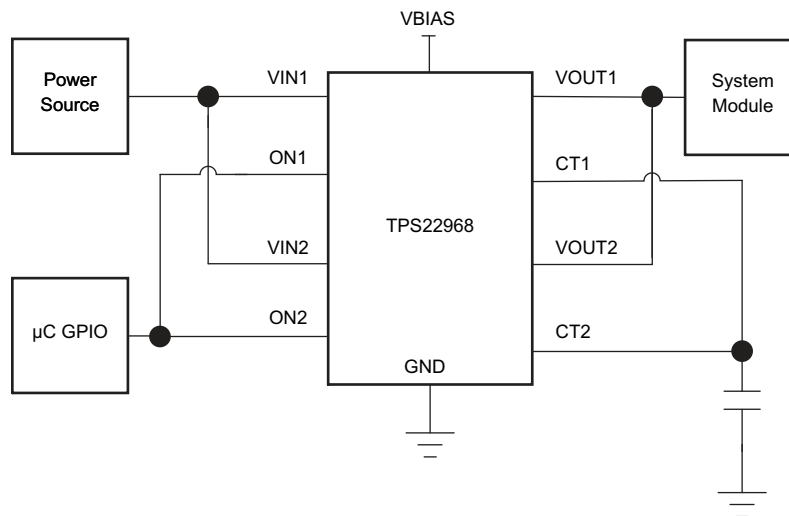 VBIAS
Power
Source
VIN1
VOUT1
System
Module
ON1
CT1
TPS22968
VIN2
VOUT2
µC GPIO
ON2
CT2
GND